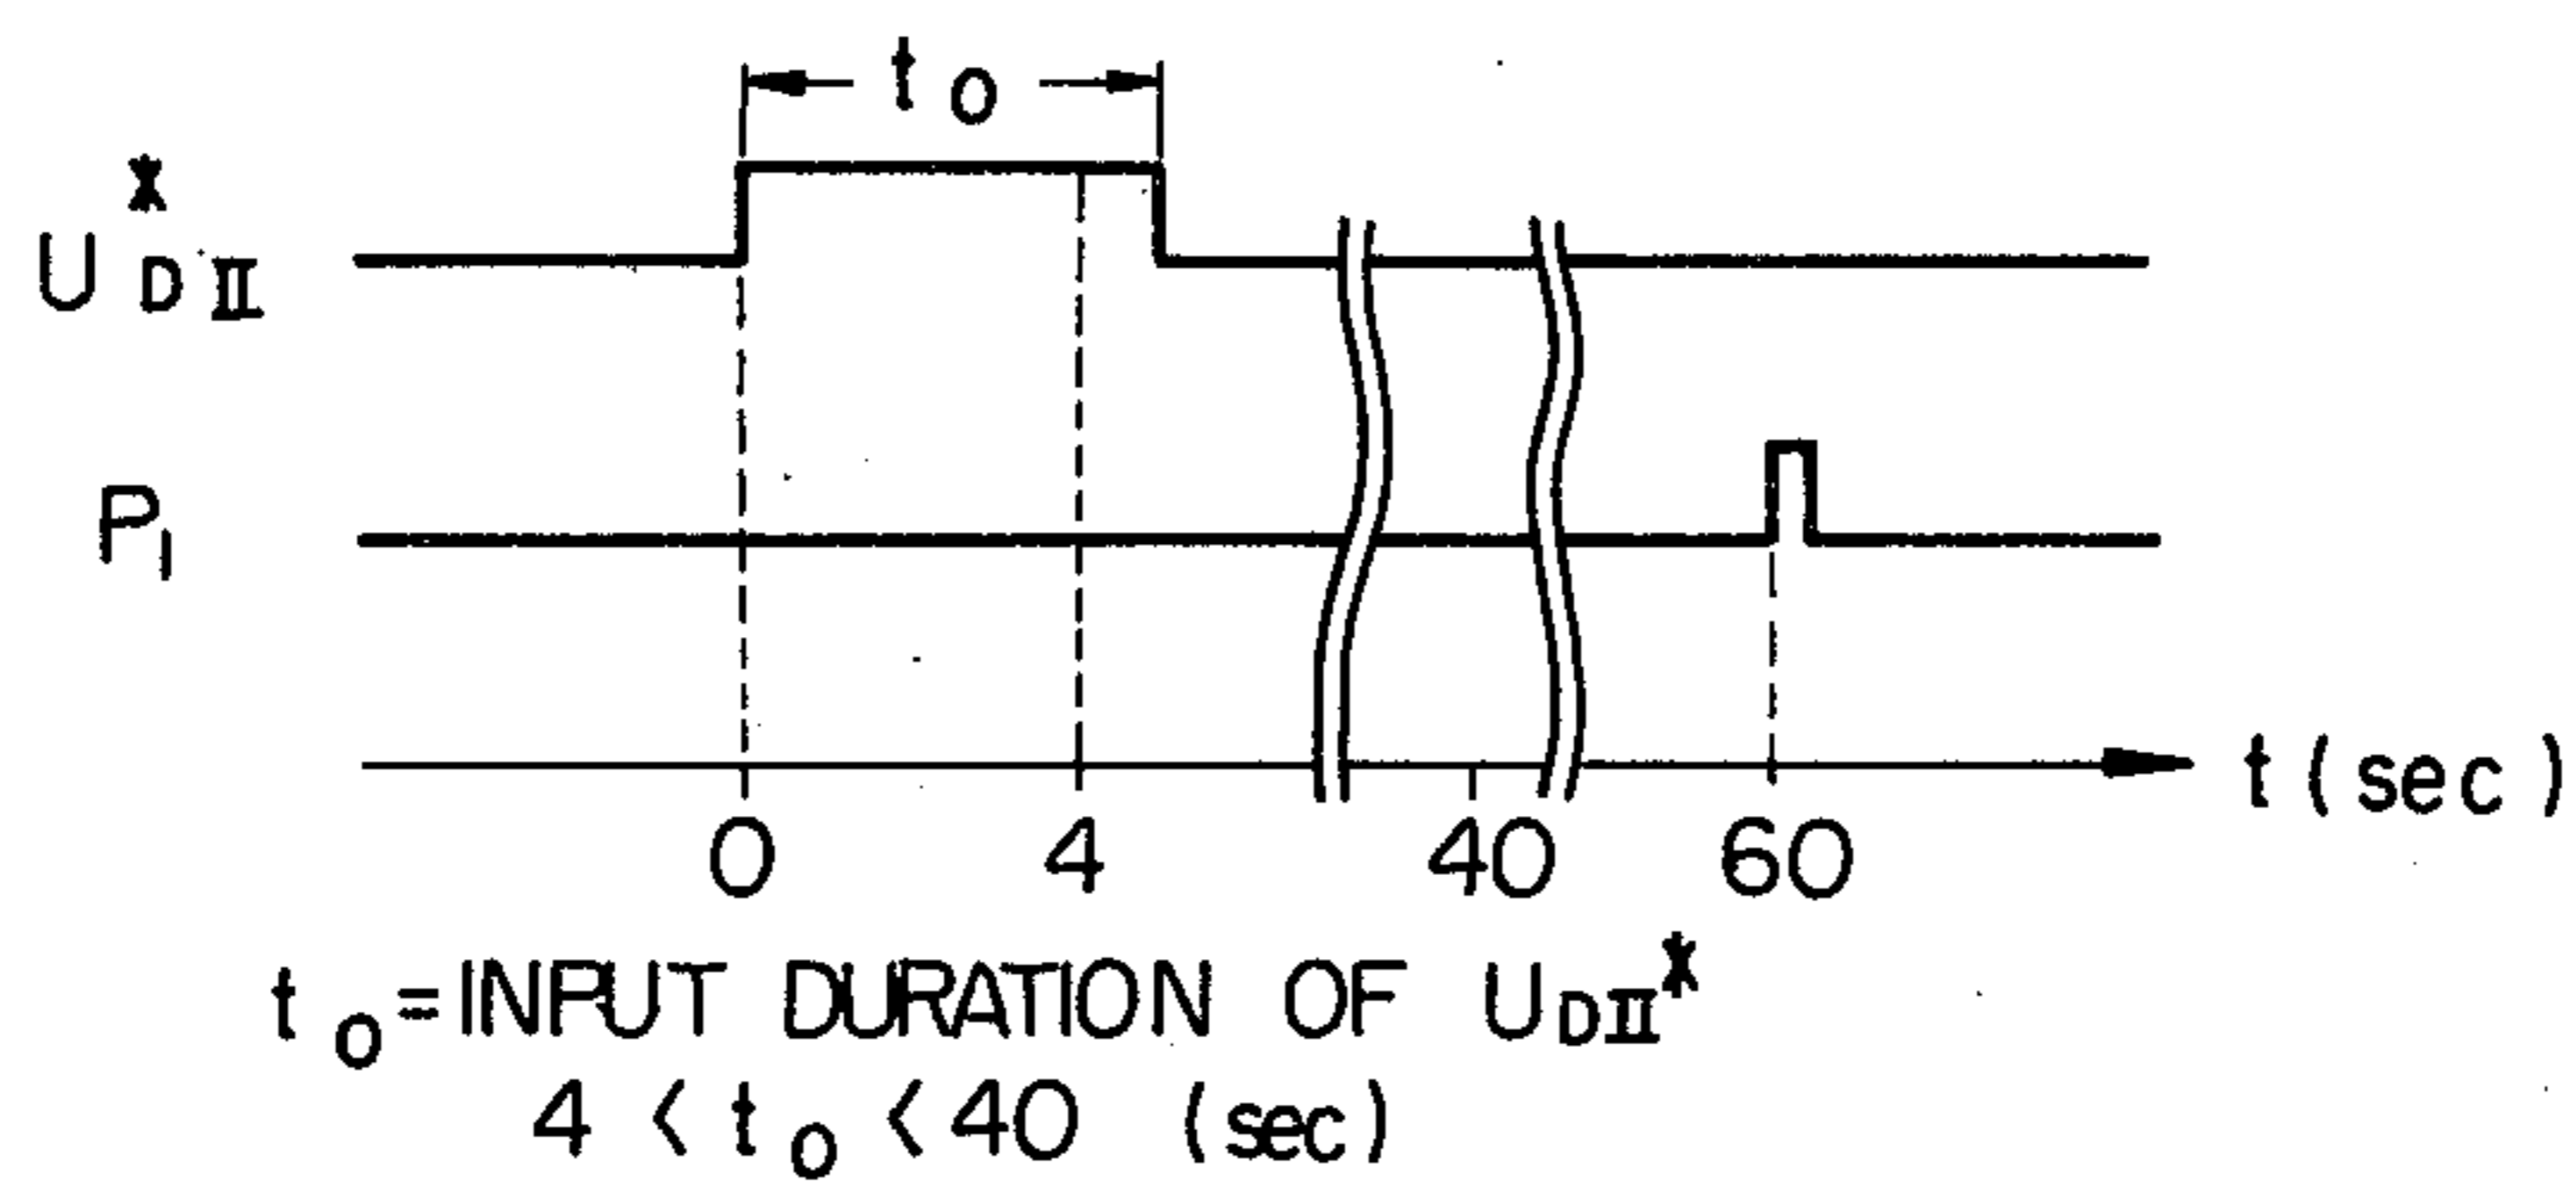 t₀
U*DII
P₁
t (sec)
0 4 40 60
t₀ = INPUT DURATION OF UDII*
4 < t₀ < 40 (sec)